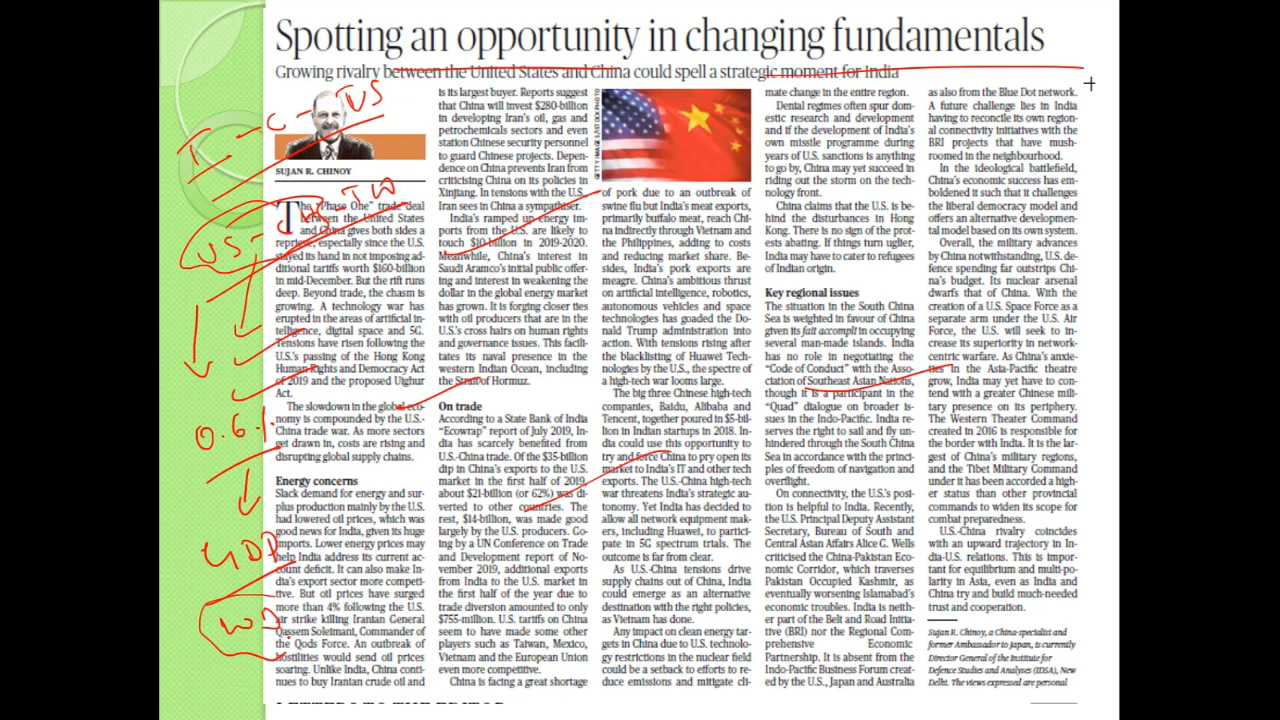 Spotting an opportunity in changing fundamentals
Growing rivalry between the United States and China could spell a strategic moment for India
I - C - US
US - TW
US -
0.6%
GDP
WD
SUJAN R. CHINOY
The "Phase One" trade deal
between the United States
and China gives both sides a
reprieve, especially since the U.S.
stayed its hand in not imposing ad-
ditional tariffs worth $160-billion
in mid-December. But the rift runs
deep. Beyond trade, the chasm is
growing. A technology war has
erupted in the areas of artificial in-
telligence, digital space and 5G.
Tensions have risen following the
U.S.'s passing of the Hong Kong
Human Rights and Democracy Act
of 2019 and the proposed Uighur
Act.
The slowdown in the global eco-
nomy is compounded by the U.S.-
China trade war. As more sectors
get drawn in, costs are rising and
disrupting global supply chains.
Energy concerns
Slack demand for energy and sur-
plus production mainly by the U.S.
had lowered oil prices, which was
good news for India, given its huge
imports. Lower energy prices may
help India address its current ac-
count deficit. It can also make In-
dia's export sector more competi-
tive. But oil prices have surged
more than 4% following the U.S.
air strike killing Iranian General
Qassem Soleimani, Commander of
the Qods Force. An outbreak of
hostilities would send oil prices
soaring. Unlike India, China conti-
nues to buy Iranian crude oil and
is its largest buyer. Reports suggest
that China will invest $280-billion
in developing Iran's oil, gas and
petrochemicals sectors and even
station Chinese security personnel
to guard Chinese projects. Depen-
dence on China prevents Iran from
criticising China on its policies in
Xinjiang. In tensions with the U.S.,
Iran sees in China a sympathiser.
India's ramped up energy im-
ports from the U.S. are likely to
touch $10-billion in 2019-2020.
Meanwhile, China's interest in
Saudi Aramco's initial public offer-
ing and interest in weakening the
dollar in the global energy market
has grown. It is forging closer ties
with oil producers that are in the
U.S.'s cross hairs on human rights
and governance issues. This facili-
tates its naval presence in the
western Indian Ocean, including
the Strait of Hormuz.
On trade
According to a State Bank of India
"Ecowrap" report of July 2019, In-
dia has scarcely benefited from
U.S.-China trade. Of the $35-billion
dip in China's exports to the U.S.
market in the first half of 2019,
about $21-billion (or 62%) was di-
verted to other countries. The
rest, $14-billion, was made good
largely by the U.S. producers. Go-
ing by a UN Conference on Trade
and Development report of No-
vember 2019, additional exports
from India to the U.S. market in
the first half of the year due to
trade diversion amounted to only
$755-million. U.S. tariffs on China
seem to have made some other
players such as Taiwan, Mexico,
Vietnam and the European Union
even more competitive.
China is facing a great shortage
GETTY IMAGES/ISTOCKPHOTO
of pork due to an outbreak of
swine flu but India's meat exports,
primarily buffalo meat, reach Chi-
na indirectly through Vietnam and
the Philippines, adding to costs
and reducing market share. Be-
sides, India's pork exports are
meagre. China's ambitious thrust
on artificial intelligence, robotics,
autonomous vehicles and space
technologies has goaded the Do-
nald Trump administration into
action. With tensions rising after
the blacklisting of Huawei Tech-
nologies by the U.S., the spectre of
a high-tech war looms large.
The big three Chinese high-tech
companies, Baidu, Alibaba and
Tencent, together poured in $5-bil-
lion in Indian startups in 2018. In-
dia could use this opportunity to
try and force China to pry open its
market to India's IT and other tech
exports. The U.S.-China high-tech
war threatens India's strategic au-
tonomy. Yet India has decided to
allow all network equipment mak-
ers, including Huawei, to partici-
pate in 5G spectrum trials. The
outcome is far from clear.
As U.S.-China tensions drive
supply chains out of China, India
could emerge as an alternative
destination with the right policies,
as Vietnam has done.
Any impact on clean energy tar-
gets in China due to U.S. technolo-
gy restrictions in the nuclear field
could be a setback to efforts to re-
duce emissions and mitigate cli-
mate change in the entire region.
Denial regimes often spur dom-
estic research and development
and if the development of India's
own missile programme during
years of U.S. sanctions is anything
to go by, China may yet succeed in
riding out the storm on the tech-
nology front.
China claims that the U.S. is be-
hind the disturbances in Hong
Kong. There is no sign of the prot-
ests abating. If things turn uglier,
India may have to cater to refugees
of Indian origin.
Key regional issues
The situation in the South China
Sea is weighted in favour of China
given its fait accompli in occupying
several man-made islands. India
has no role in negotiating the
"Code of Conduct" with the Asso-
ciation of Southeast Asian Nations,
though it is a participant in the
"Quad" dialogue on broader is-
sues in the Indo-Pacific. India re-
serves the right to sail and fly un-
hindered through the South China
Sea in accordance with the princi-
ples of freedom of navigation and
overflight.
On connectivity, the U.S.'s posi-
tion is helpful to India. Recently,
the U.S. Principal Deputy Assistant
Secretary, Bureau of South and
Central Asian Affairs Alice G. Wells
criticised the China-Pakistan Eco-
nomic Corridor, which traverses
Pakistan Occupied Kashmir, as
eventually worsening Islamabad's
economic troubles. India is neith-
er part of the Belt and Road Initia-
tive (BRI) nor the Regional Com-
prehensive Economic
Partnership. It is absent from the
Indo-Pacific Business Forum creat-
ed by the U.S., Japan and Australia
as also from the Blue Dot network.
A future challenge lies in India
having to reconcile its own region-
al connectivity initiatives with the
BRI projects that have mush-
roomed in the neighbourhood.
In the ideological battlefield,
China's economic success has em-
boldened it such that it challenges
the liberal democracy model and
offers an alternative developmen-
tal model based on its own system.
Overall, the military advances
by China notwithstanding, U.S. de-
fence spending far outstrips Chi-
na's budget. Its nuclear arsenal
dwarfs that of China. With the
creation of a U.S. Space Force as a
separate arm under the U.S. Air
Force, the U.S. will seek to in-
crease its superiority in network-
centric warfare. As China's anxie-
ties in the Asia-Pacific theatre
grow, India may yet have to con-
tend with a greater Chinese mili-
tary presence on its periphery.
The Western Theater Command
created in 2016 is responsible for
the border with India. It is the lar-
gest of China's military regions,
and the Tibet Military Command
under it has been accorded a high-
er status than other provincial
commands to widen its scope for
combat preparedness.
U.S.-China rivalry coincides
with an upward trajectory in In-
dia-U.S. relations. This is impor-
tant for equilibrium and multi-po-
larity in Asia, even as India and
China try and build much-needed
trust and cooperation.
Sujan R. Chinoy, a China-specialist and
former Ambassador to Japan, is currently
Director General of the Institute for
Defence Studies and Analyses (IDSA), New
Delhi. The views expressed are personal